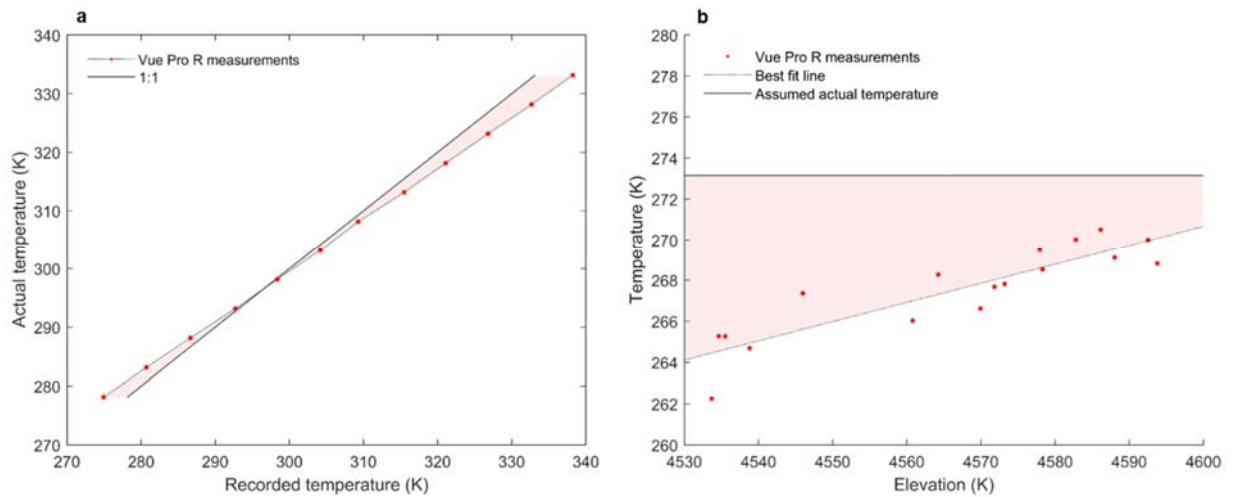 a
340
330
320
310
300
290
280
270
Actual temperature (K)
Vue Pro R measurements
1:1
270 280 290 300 310 320 330 340
Recorded temperature (K)
b
280
278
276
274
272
270
268
266
264
262
260
Temperature (K)
Vue Pro R measurements
Best fit line
Assumed actual temperature
4530 4540 4550 4560 4570 4580 4590 4600
Elevation (K)